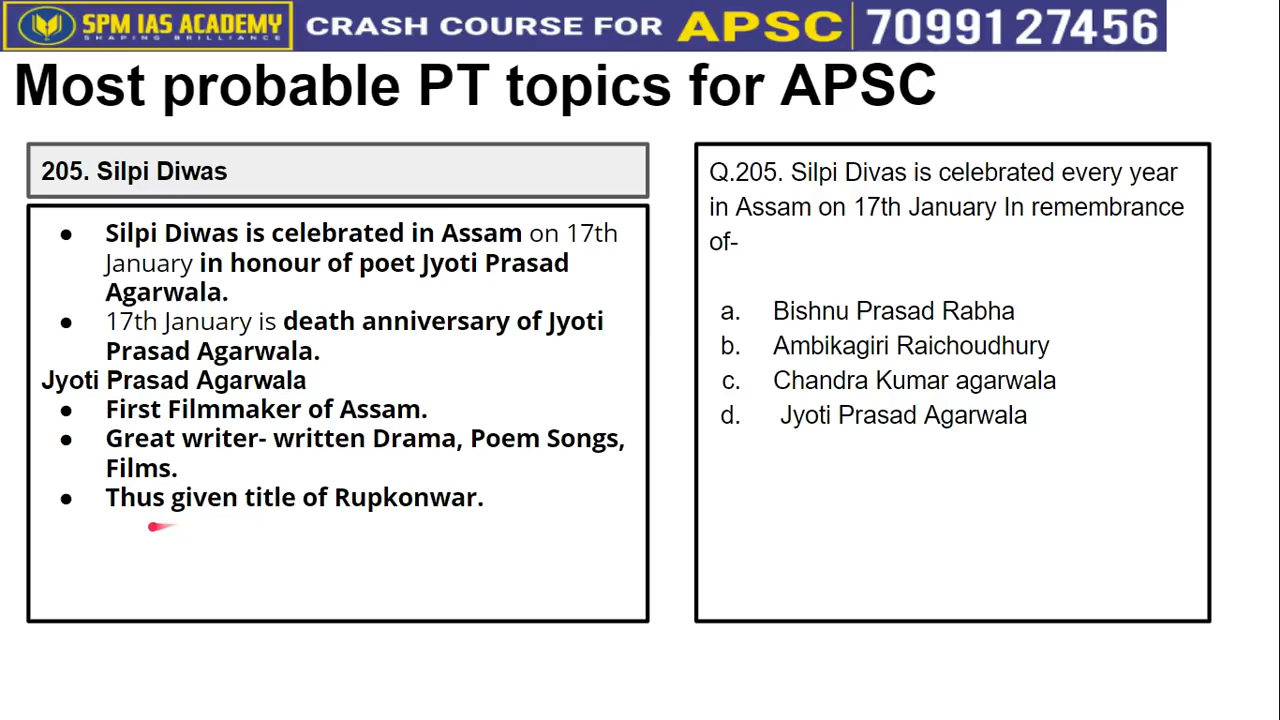 SPM IAS ACADEMY
SHAPING BRILLIANCE
CRASH COURSE FOR APSC 70991 27456
Most probable PT topics for APSC
205. Silpi Diwas
● Silpi Diwas is celebrated in Assam on 17th
January in honour of poet Jyoti Prasad
Agarwala.
● 17th January is death anniversary of Jyoti
Prasad Agarwala.
Jyoti Prasad Agarwala
● First Filmmaker of Assam.
● Great writer- written Drama, Poem Songs,
Films.
● Thus given title of Rupkonwar.
Q.205. Silpi Divas is celebrated every year
in Assam on 17th January In remembrance
of-
a. Bishnu Prasad Rabha
b. Ambikagiri Raichoudhury
c. Chandra Kumar agarwala
d. Jyoti Prasad Agarwala